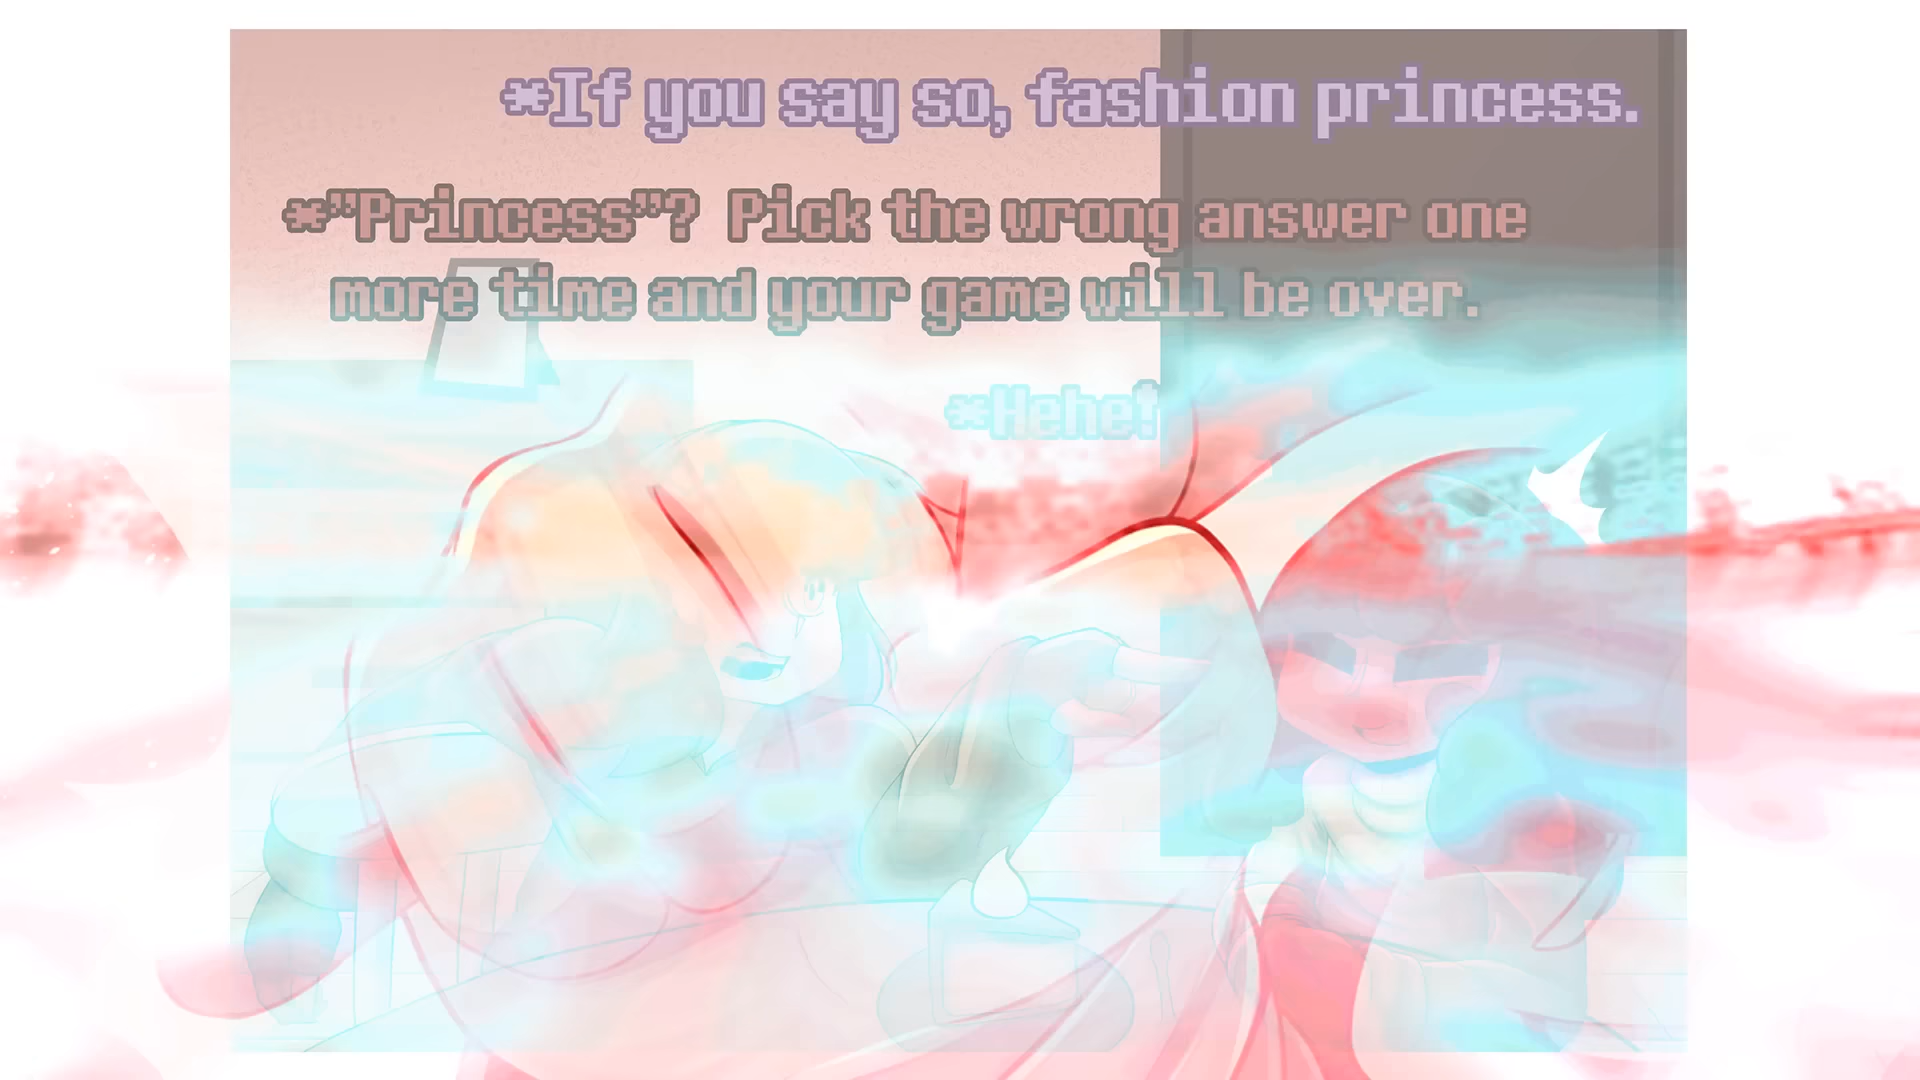 *If you say so, fashion princess.
*"Princess"? Pick the wrong answer one
more time and your game will be over.
*Hehe!